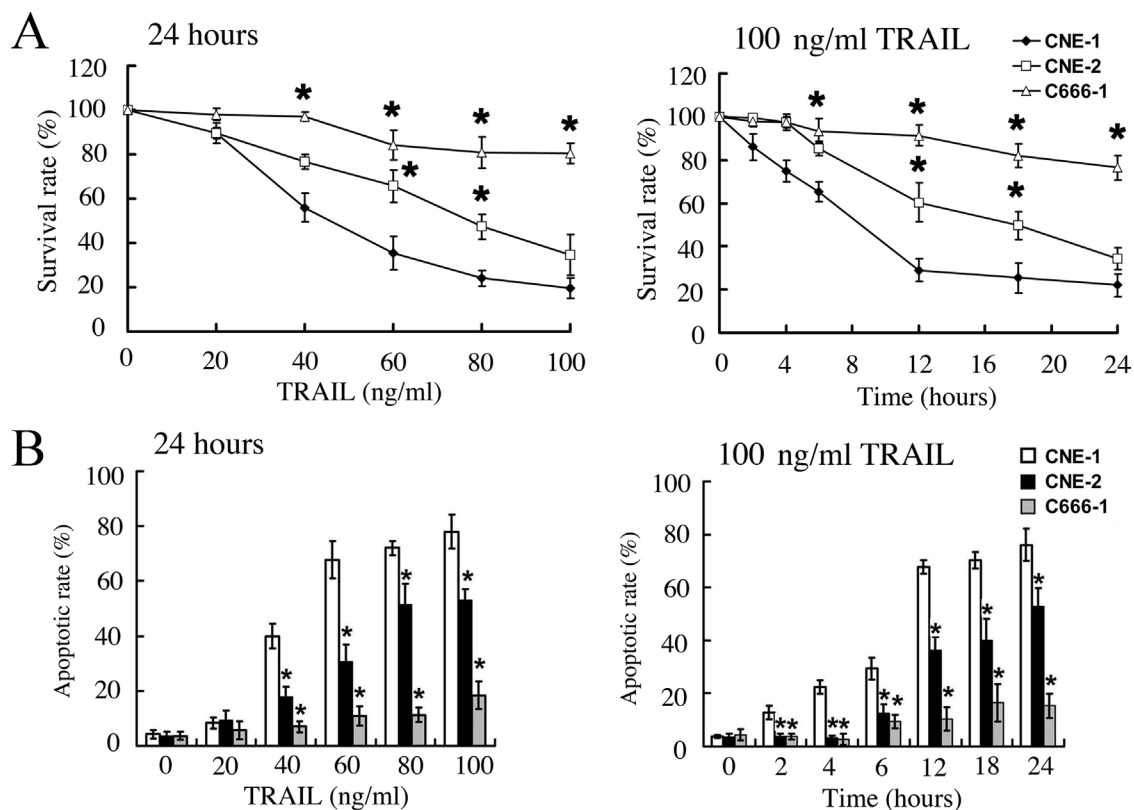 A
24 hours
120
100
80
60
40
20
0
Survival rate (%)
0 20 40 60 80 100
TRAIL (ng/ml)
* * * *
* *
100 ng/ml TRAIL
CNE-1
CNE-2
C666-1
120
100
80
60
40
20
0
Survival rate (%)
0 4 8 12 16 20 24
Time (hours)
* * * *
* *
B
24 hours
100
80
60
40
20
0
Apoptotic rate (%)
0 20 40 60 80 100
TRAIL (ng/ml)
* * * *
* * * *
100 ng/ml TRAIL
CNE-1
CNE-2
C666-1
100
80
60
40
20
0
Apoptotic rate (%)
0 2 4 6 12 18 24
Time (hours)
** ** * * * *
* * * *